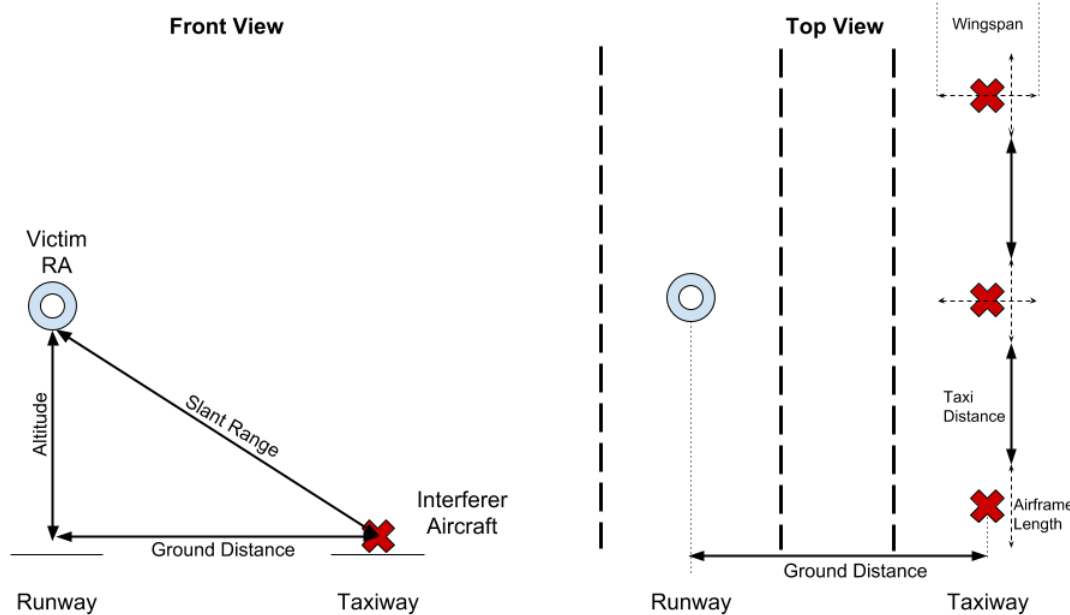 Front View
Victim
RA
Altitude
Slant Range
Interferer
Aircraft
Ground Distance
Runway
Taxiway
Top View
Wingspan
Taxi
Distance
Airframe
Length
Ground Distance
Runway
Taxiway